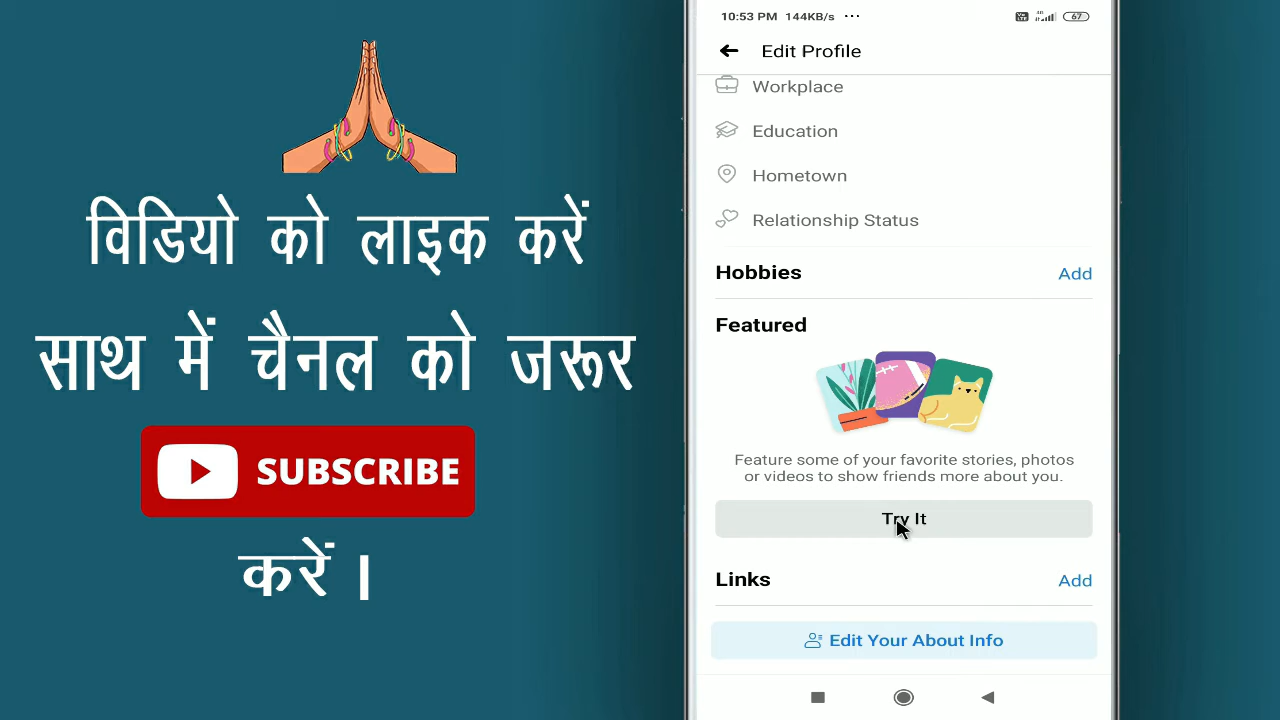 विडियो को लाइक करें
साथ में चैनल को जरूर
SUBSCRIBE
करें ।
10:53 PM 144KB/s ...
4G
67
Edit Profile
Workplace
Education
Hometown
Relationship Status
Hobbies Add
Featured
Feature some of your favorite stories, photos
or videos to show friends more about you.
Try It
Links Add
Edit Your About Info